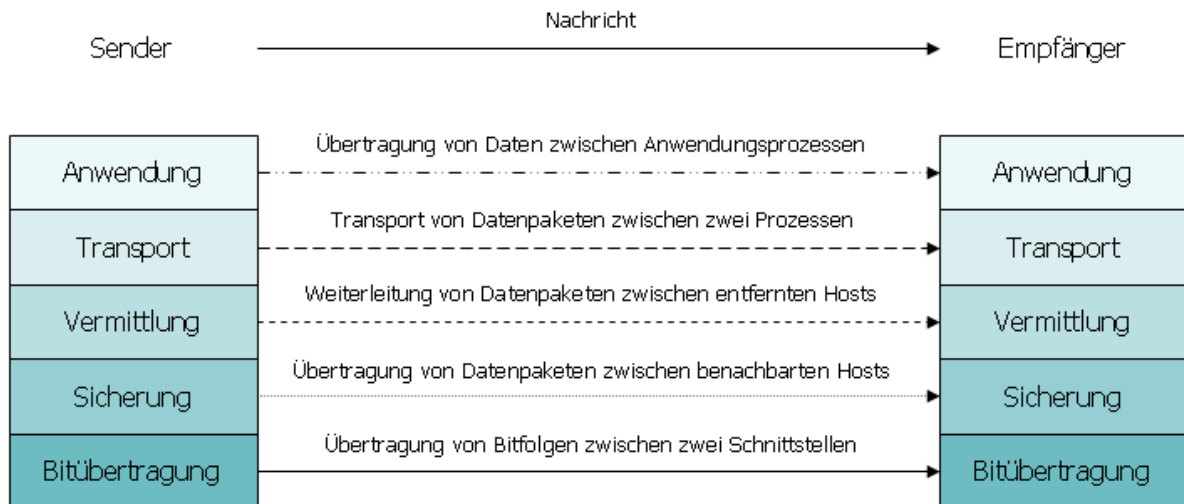 Nachricht
Sender
Empfänger
Übertragung von Daten zwischen Anwendungsprozessen
Anwendung
Anwendung
Transport von Datenpaketen zwischen zwei Prozessen
Transport
Transport
Weiterleitung von Datenpaketen zwischen entfernten Hosts
Vermittlung
Vermittlung
Übertragung von Datenpaketen zwischen benachbarten Hosts
Sicherung
Sicherung
Übertragung von Bitfolgen zwischen zwei Schnittstellen
Bitübertragung
Bitübertragung